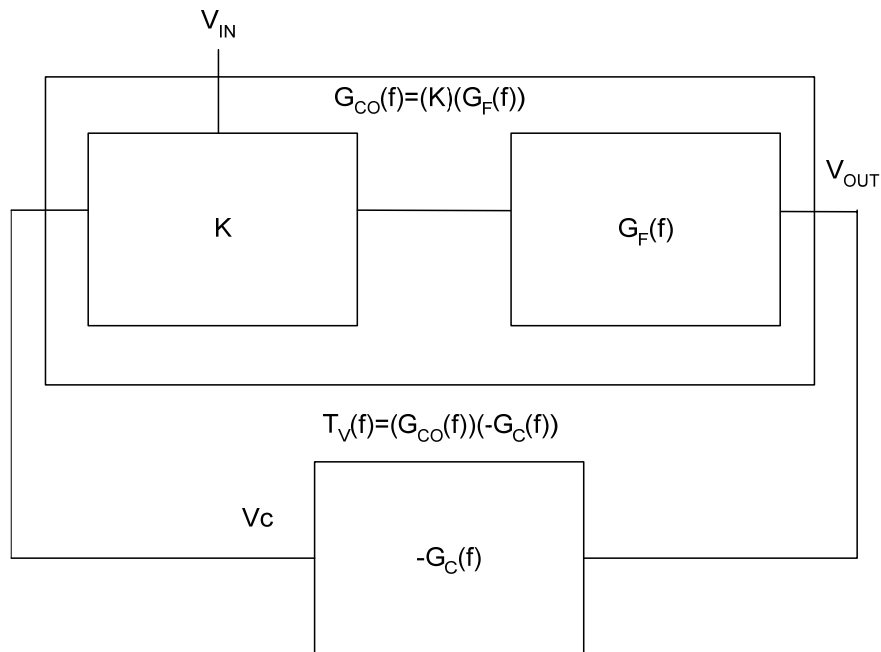 V_IN
G_CO(f)=(K)(G_F(f))
V_OUT
K
G_F(f)
T_V(f)=(G_CO(f))(-G_C(f))
Vc
-G_C(f)